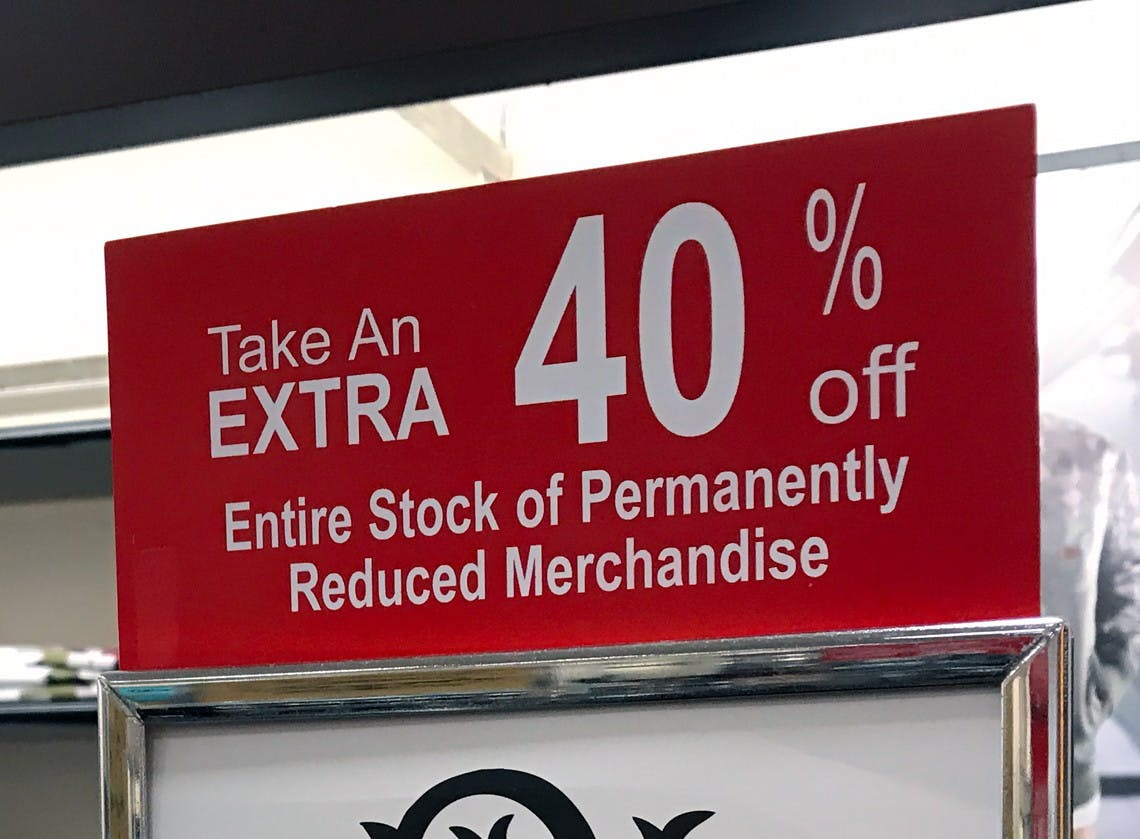 Take An
EXTRA
40
%
off
Entire Stock of Permanently
Reduced Merchandise